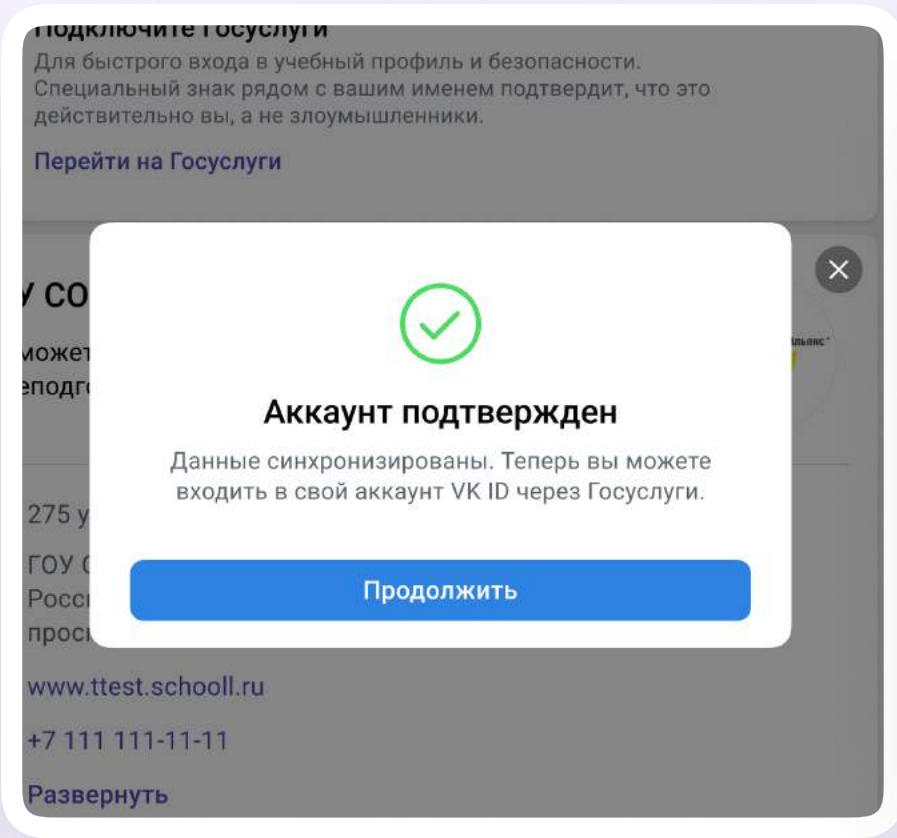 Подключите Госуслуги
Для быстрого входа в учебный профиль и безопасности.
Специальный знак рядом с вашим именем подтвердит, что это
действительно вы, а не злоумышленники.
Перейти на Госуслуги
Аккаунт подтвержден
Данные синхронизированы. Теперь вы можете
входить в свой аккаунт VK ID через Госуслуги.
275 у
ГОУ
Продолжить
www.ttest.schooll.ru
+7 111 111-11-11
Развернуть